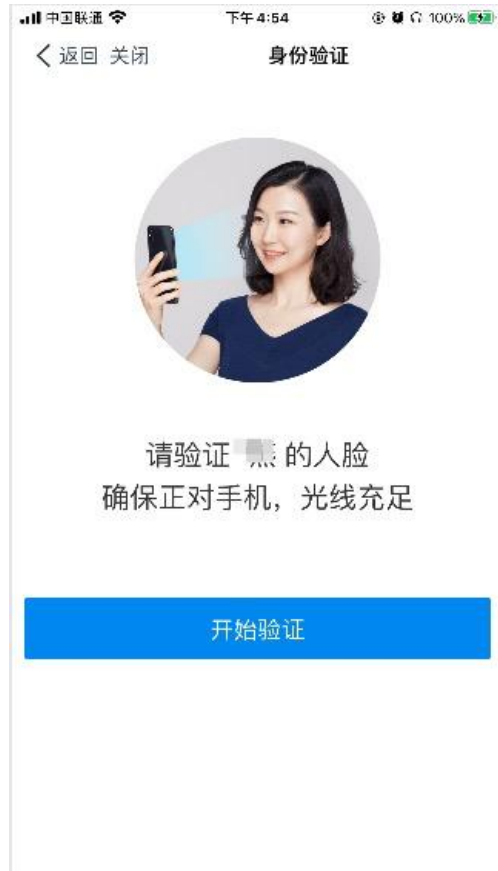 中国联通
下午4:54
100%
返回 关闭
身份验证
请验证 的人脸
确保正对手机，光线充足
开始验证